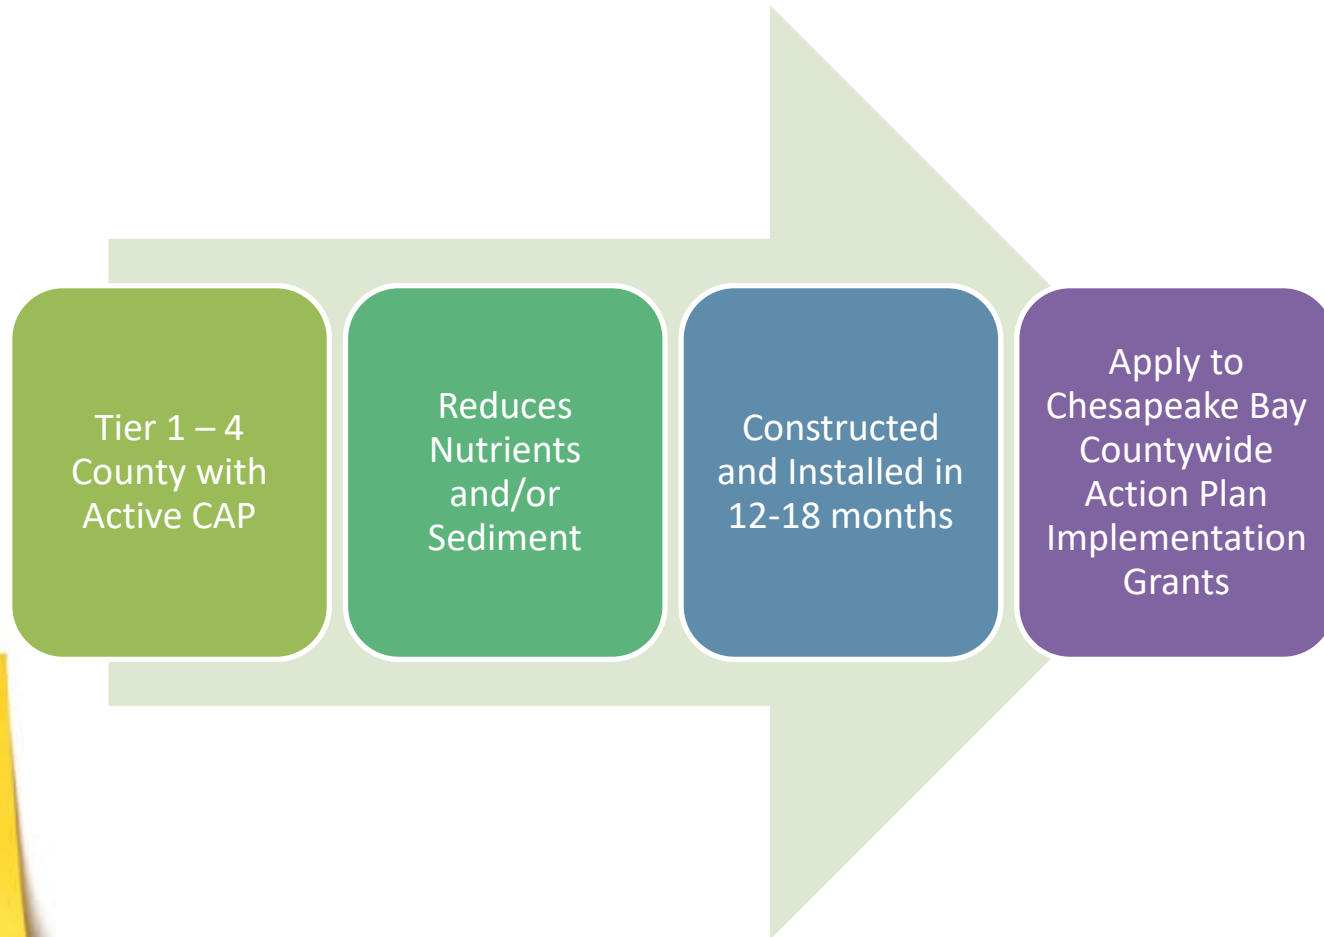 Tier 1 – 4
County with
Active CAP
Reduces
Nutrients
and/or
Sediment
Constructed
and Installed in
12-18 months
Apply to
Chesapeake Bay
Countywide
Action Plan
Implementation
Grants